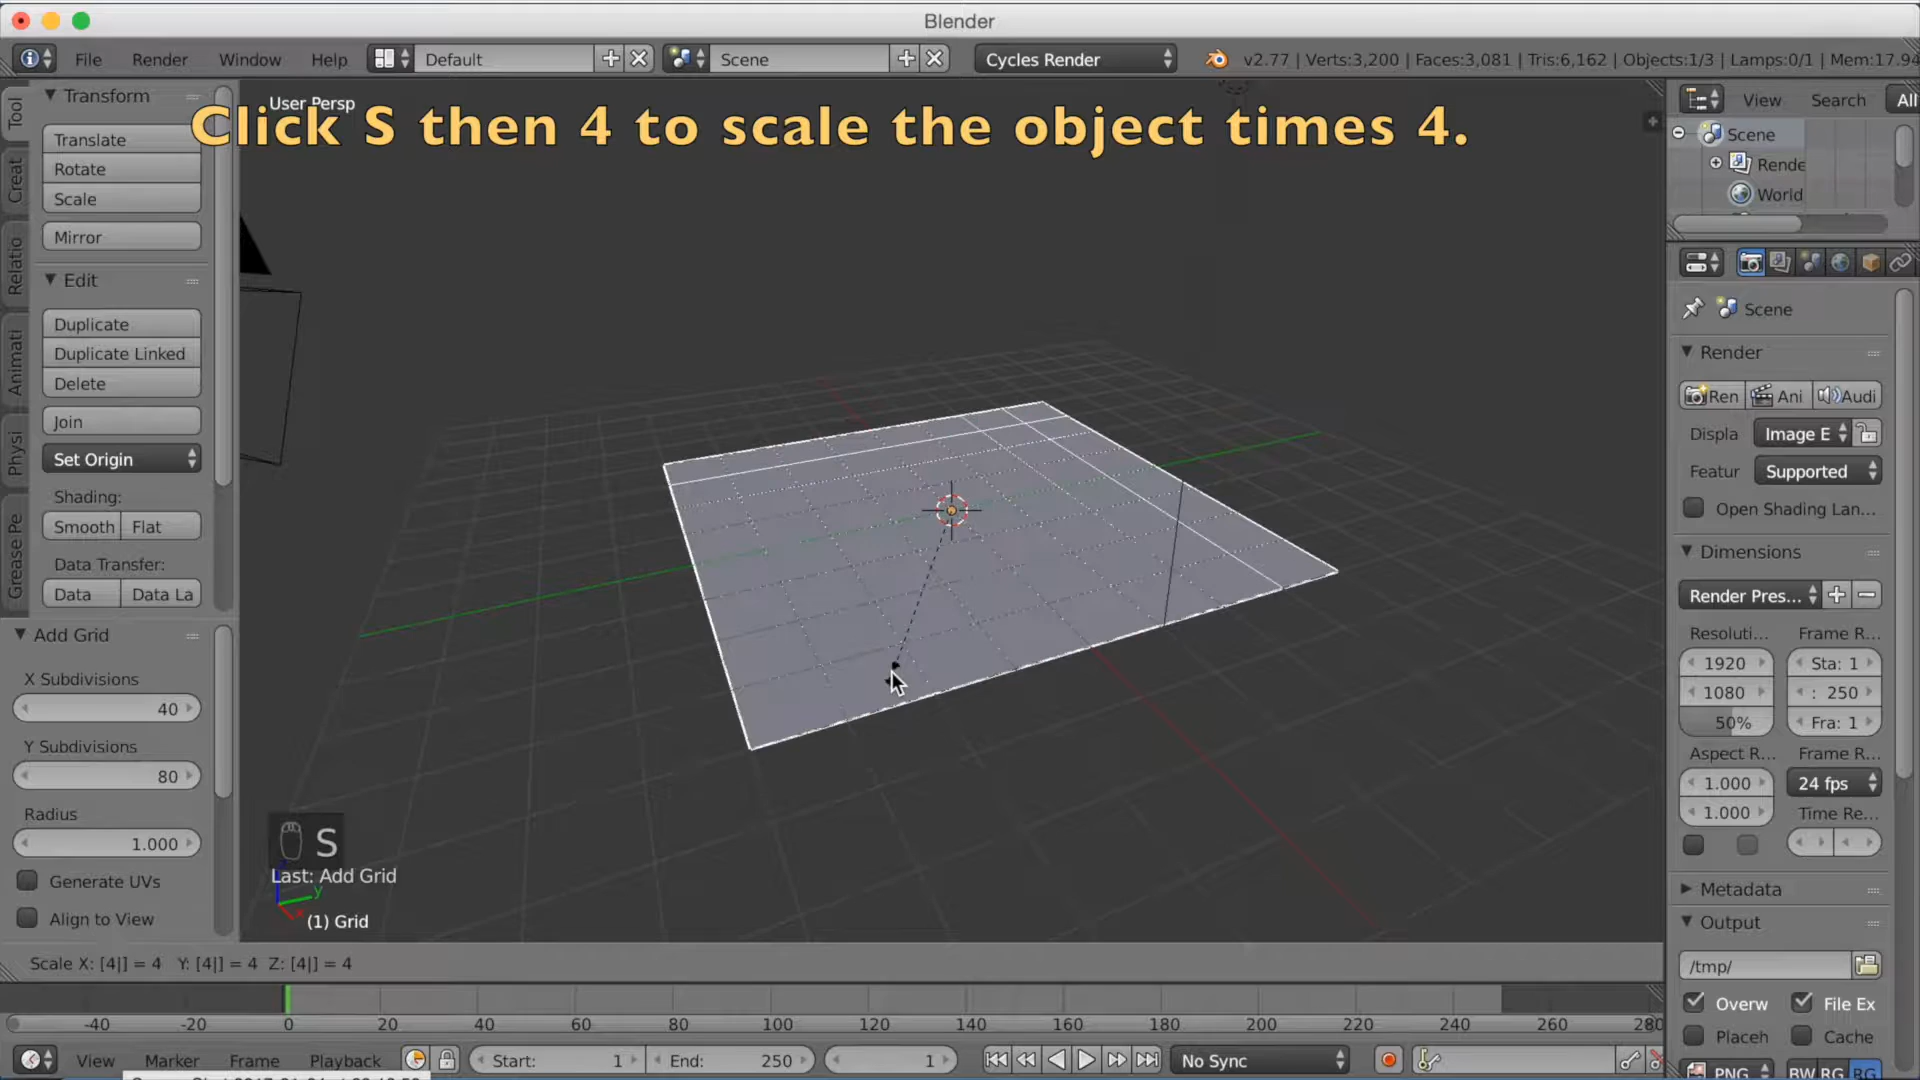 Blender
File Render Window Help Default Scene Cycles Render v2.77 | Verts:3,200 | Faces:3,081 | Tris:6,162 | Objects:1/3 | Lamps:0/1 | Mem:17.94
Click S then 4 to scale the object times 4.
User Persp
Tool
Creat
Relatio
Animati
Physi
Grease Pe
Transform
Translate
Rotate
Scale
Mirror
Edit
Duplicate
Duplicate Linked
Delete
Join
Set Origin
Shading:
Smooth Flat
Data Transfer:
Data Data La
Add Grid
X Subdivisions
40
Y Subdivisions
80
Radius
1.000
Generate UVs
Align to View
S
Last: Add Grid
y
x
(1) Grid
Scale X: [4|] = 4 Y: [4|] = 4 Z: [4|] = 4
View Search All
Scene
Rende
World
Scene
Render
Ren Ani Audi
Displa Image E
Featur Supported
Open Shading Lan...
Dimensions
Render Pres...
Resoluti... Frame R...
1920 Sta: 1
1080 : 250
50% Fra: 1
Aspect R... Frame R...
1.000 24 fps
1.000 Time Re...
Metadata
Output
/tmp/
Overw File Ex
Placeh Cache
PNG BW RG RG
-40 -20 0 20 40 60 80 100 120 140 160 180 200 220 240 260 280
View Marker Frame Playback Start: 1 End: 250 1 No Sync